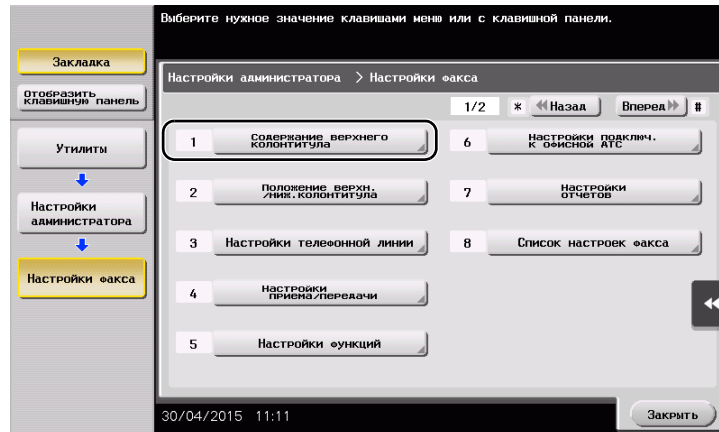 Выберите нужное значение клавишами меню или с клавишной панели.
Закладка
Отобразить
клавишную панель
Утилиты
Настройки
администратора
Настройки факса
Настройки администратора > Настройки факса
1/2 * Назад Вперед #
1 Содержание верхнего
колонтитула
2 Положение верхн.
/ниж.колонтитула
3 Настройки телефонной линии
4 Настройки
приема/передачи
5 Настройки функций
6 Настройки подключ.
к офисной АТС
7 Настройки
отчетов
8 Список настроек факса
30/04/2015 11:11
Закрыть